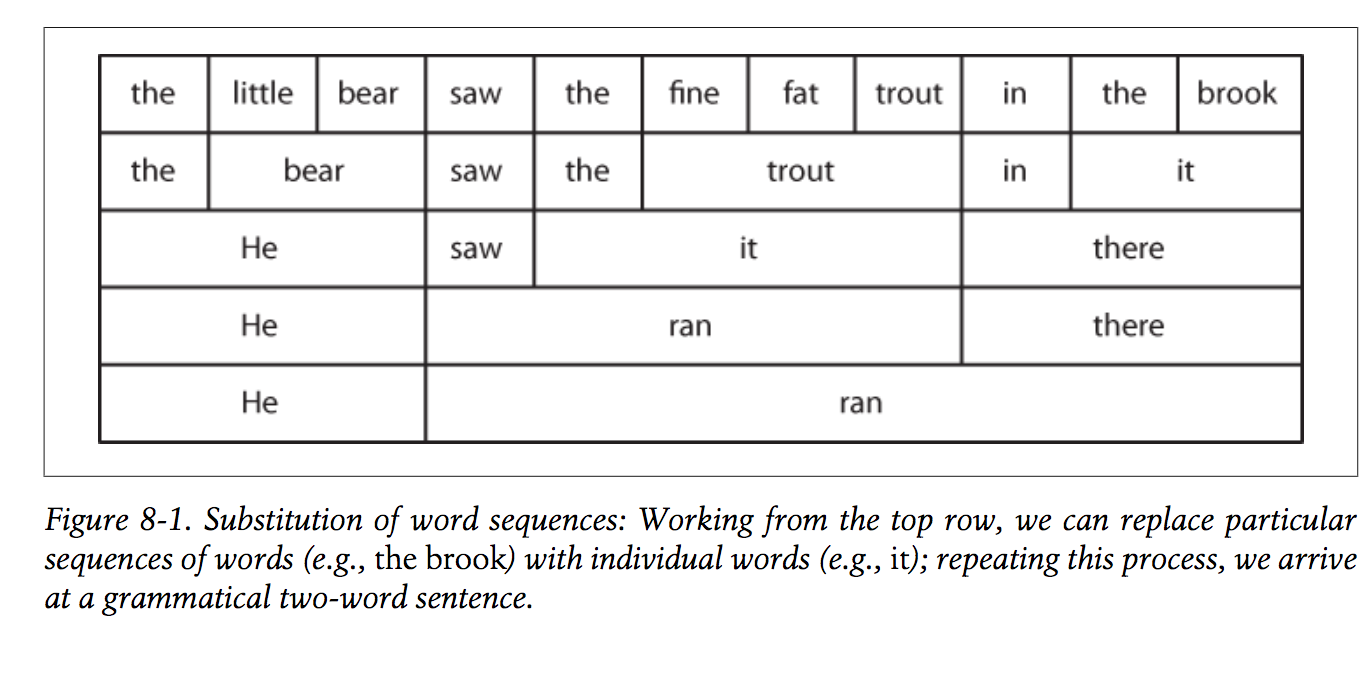 the little bear saw the fine fat trout in the brook
the bear saw the trout in it
He saw it there
He ran there
He ran
Figure 8-1. Substitution of word sequences: Working from the top row, we can replace particular
sequences of words (e.g., the brook) with individual words (e.g., it); repeating this process, we arrive
at a grammatical two-word sentence.